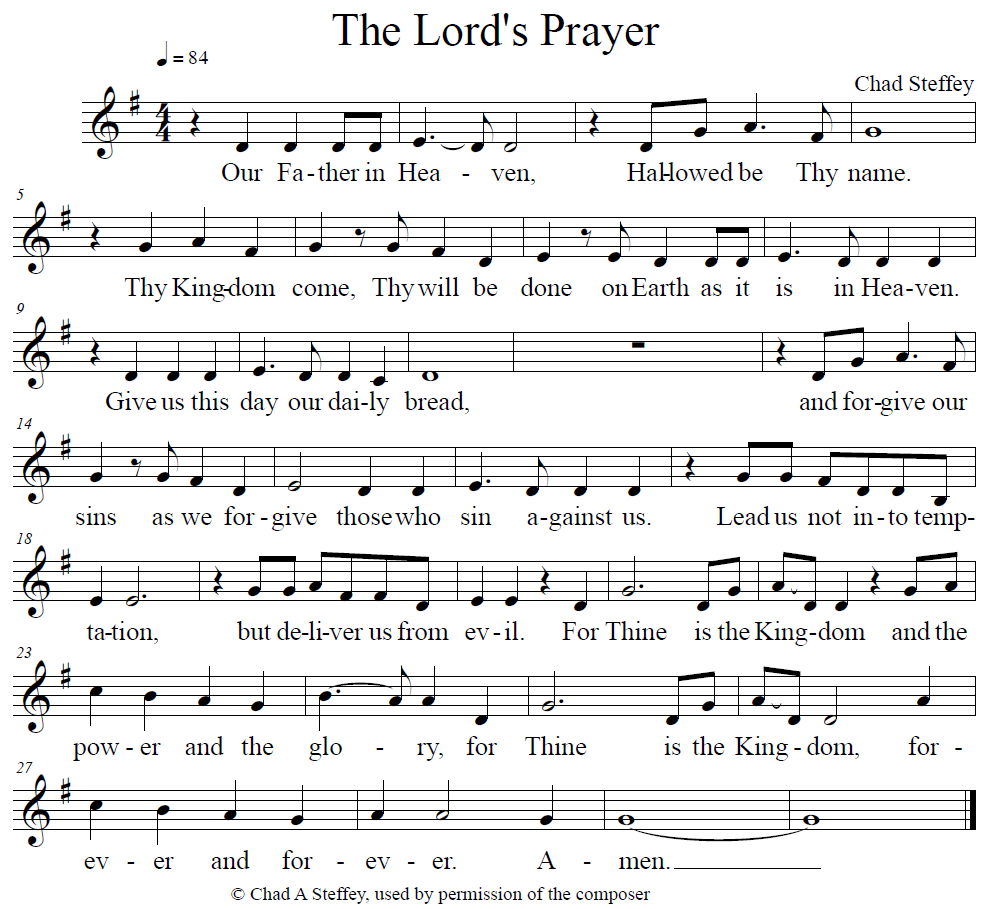 The Lord's Prayer
♩ = 84
Chad Steffey
4/4
Our Fa-ther in Hea - ven, Hal-lowed be Thy name.
5
Thy King-dom come, Thy will be done on Earth as it is in Hea-ven.
9
Give us this day our dai-ly bread, and for-give our
14
sins as we for-give those who sin a-gainst us. Lead us not in-to temp-
18
ta-tion, but de-li-ver us from ev-il. For Thine is the King-dom and the
23
pow-er and the glo - ry, for Thine is the King-dom, for-
27
ev - er and for - ev - er. A - men.
© Chad A Steffey, used by permission of the composer